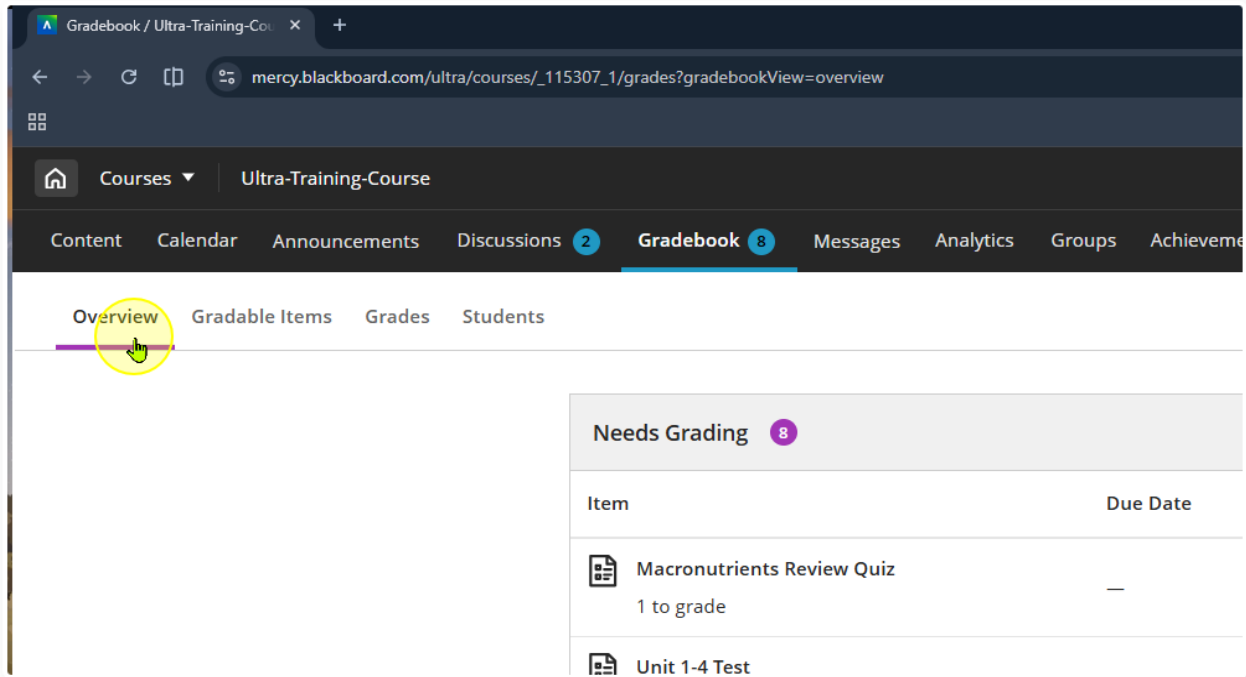 Gradebook / Ultra-Training-Cou
mercy.blackboard.com/ultra/courses/_115307_1/grades?gradebookView=overview
Courses Ultra-Training-Course
Content Calendar Announcements Discussions 2 Gradebook 8 Messages Analytics Groups Achieveme
Overview Gradable Items Grades Students
Needs Grading 8
Item Due Date
Macronutrients Review Quiz
1 to grade —
Unit 1-4 Test